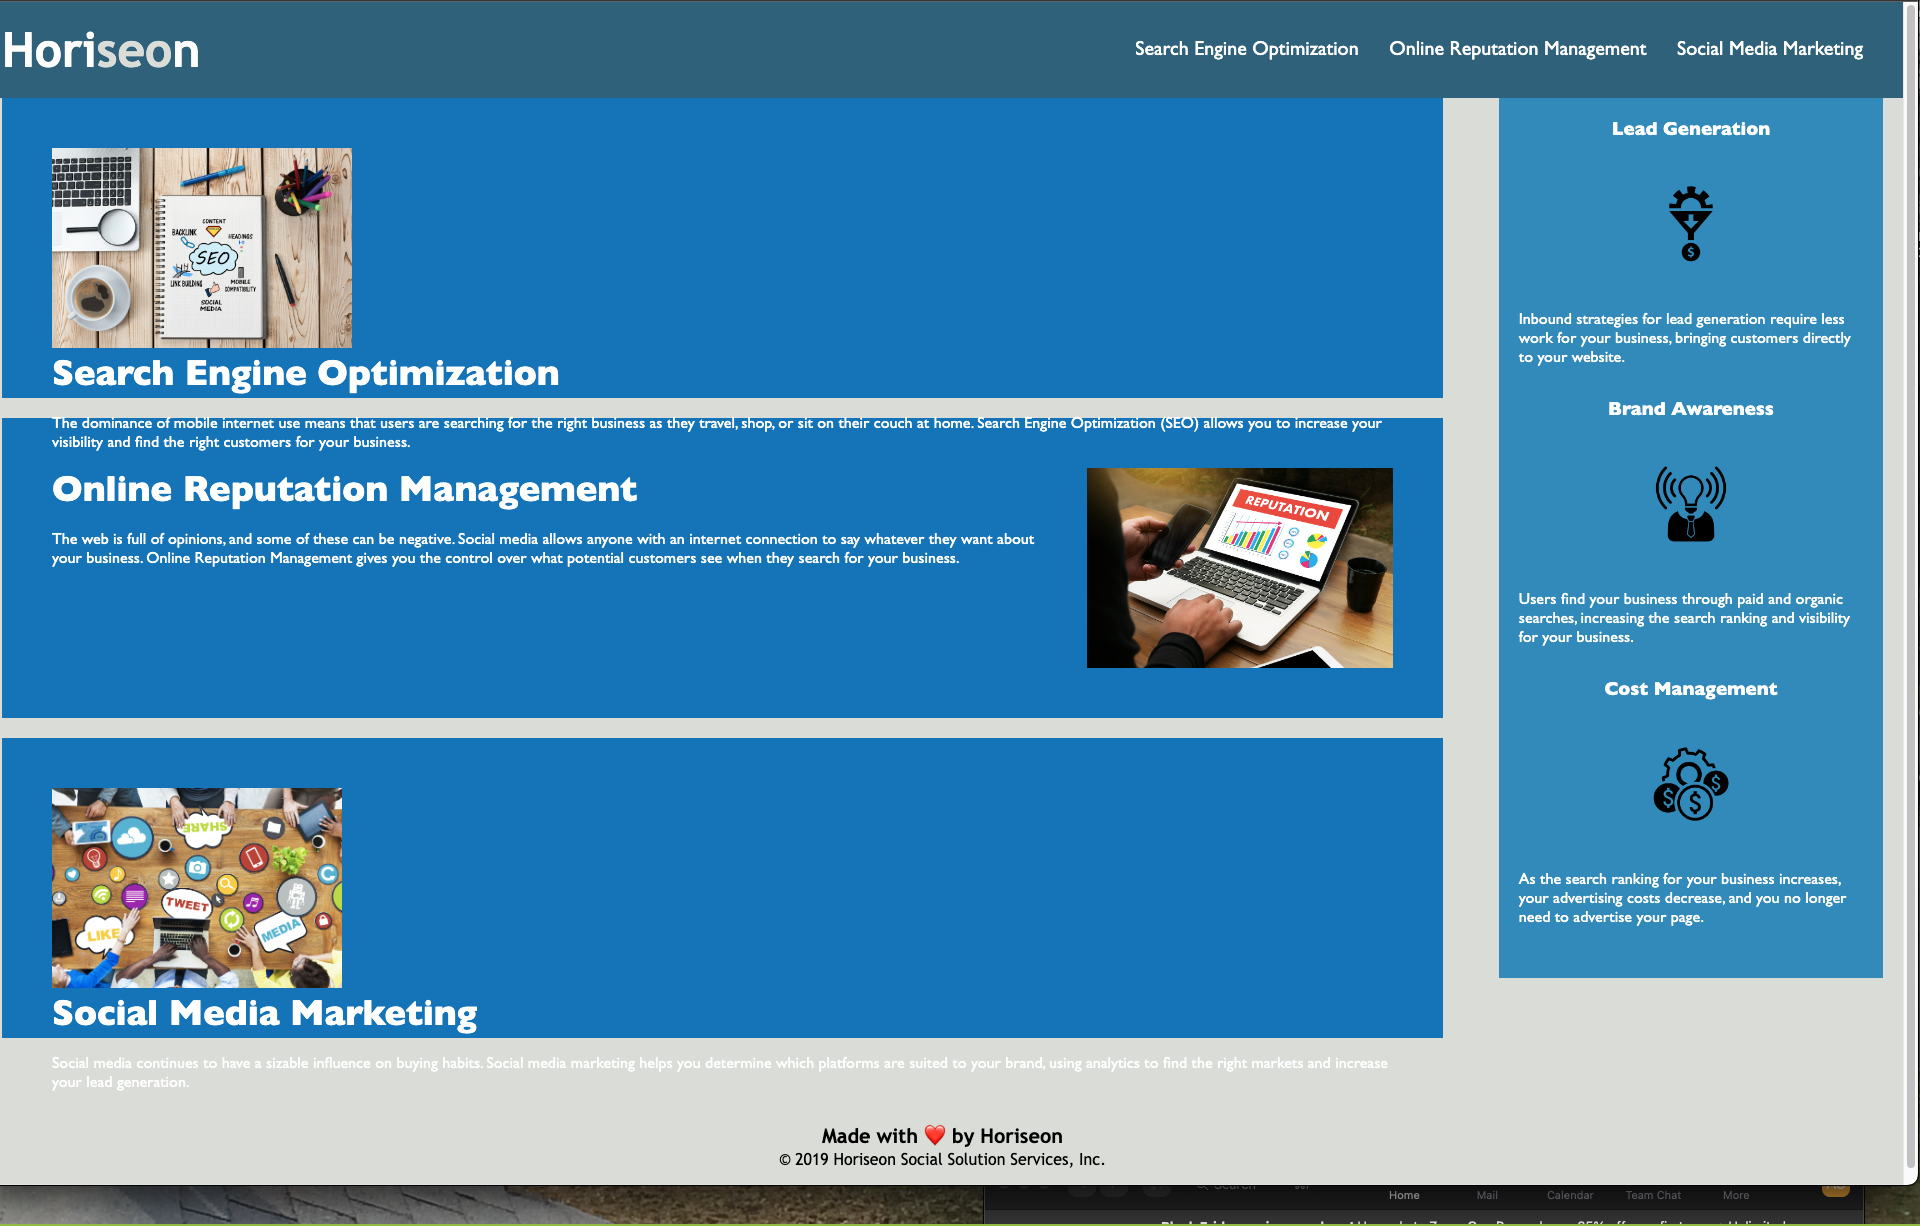 Horiseon
Search Engine Optimization
Online Reputation Management
Social Media Marketing
CONTENT
BACKLINK
HEADINGS
SEO
LINK BUILDING
MOBILE
COMPATIBILITY
SOCIAL
MEDIA
Search Engine Optimization
The dominance of mobile internet use means that users are searching for the right business as they travel, shop, or sit on their couch at home. Search Engine Optimization (SEO) allows you to increase your
visibility and find the right customers for your business.
Online Reputation Management
The web is full of opinions, and some of these can be negative. Social media allows anyone with an internet connection to say whatever they want about
your business. Online Reputation Management gives you the control over what potential customers see when they search for your business.
REPUTATION
SHARE
TWEET
LIKE
MEDIA
Social Media Marketing
Social media continues to have a sizable influence on buying habits. Social media marketing helps you determine which platforms are suited to your brand, using analytics to find the right markets and increase
your lead generation.
Lead Generation
$
Inbound strategies for lead generation require less
work for your business, bringing customers directly
to your website.
Brand Awareness
Users find your business through paid and organic
searches, increasing the search ranking and visibility
for your business.
Cost Management
$ $ $
As the search ranking for your business increases,
your advertising costs decrease, and you no longer
need to advertise your page.
Made with ❤️ by Horiseon
© 2019 Horiseon Social Solution Services, Inc.
Search
Home
Mail
Calendar
Team Chat
More